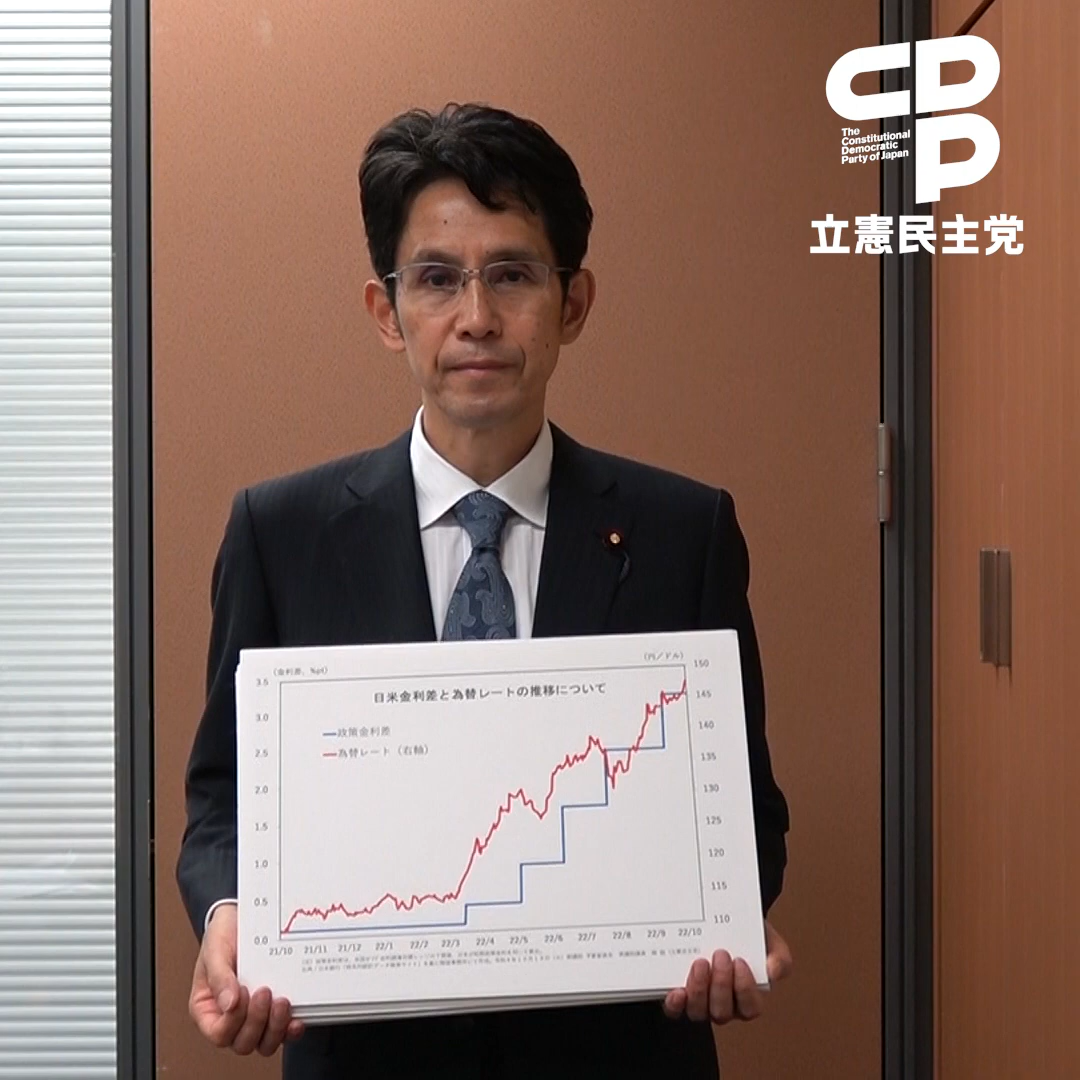 CDP
The
Constitutional
Democratic
Party of Japan
立憲民主党
(金利差、%pt)
(円/ドル)
日米金利差と為替レートの推移について
政策金利差
為替レート(右軸)
3.5
3.0
2.5
2.0
1.5
1.0
0.5
0.0
150
145
140
135
130
125
120
115
110
21/10 21/11 21/12 22/1 22/2 22/3 22/4 22/5 22/6 22/7 22/8 22/9 22/10